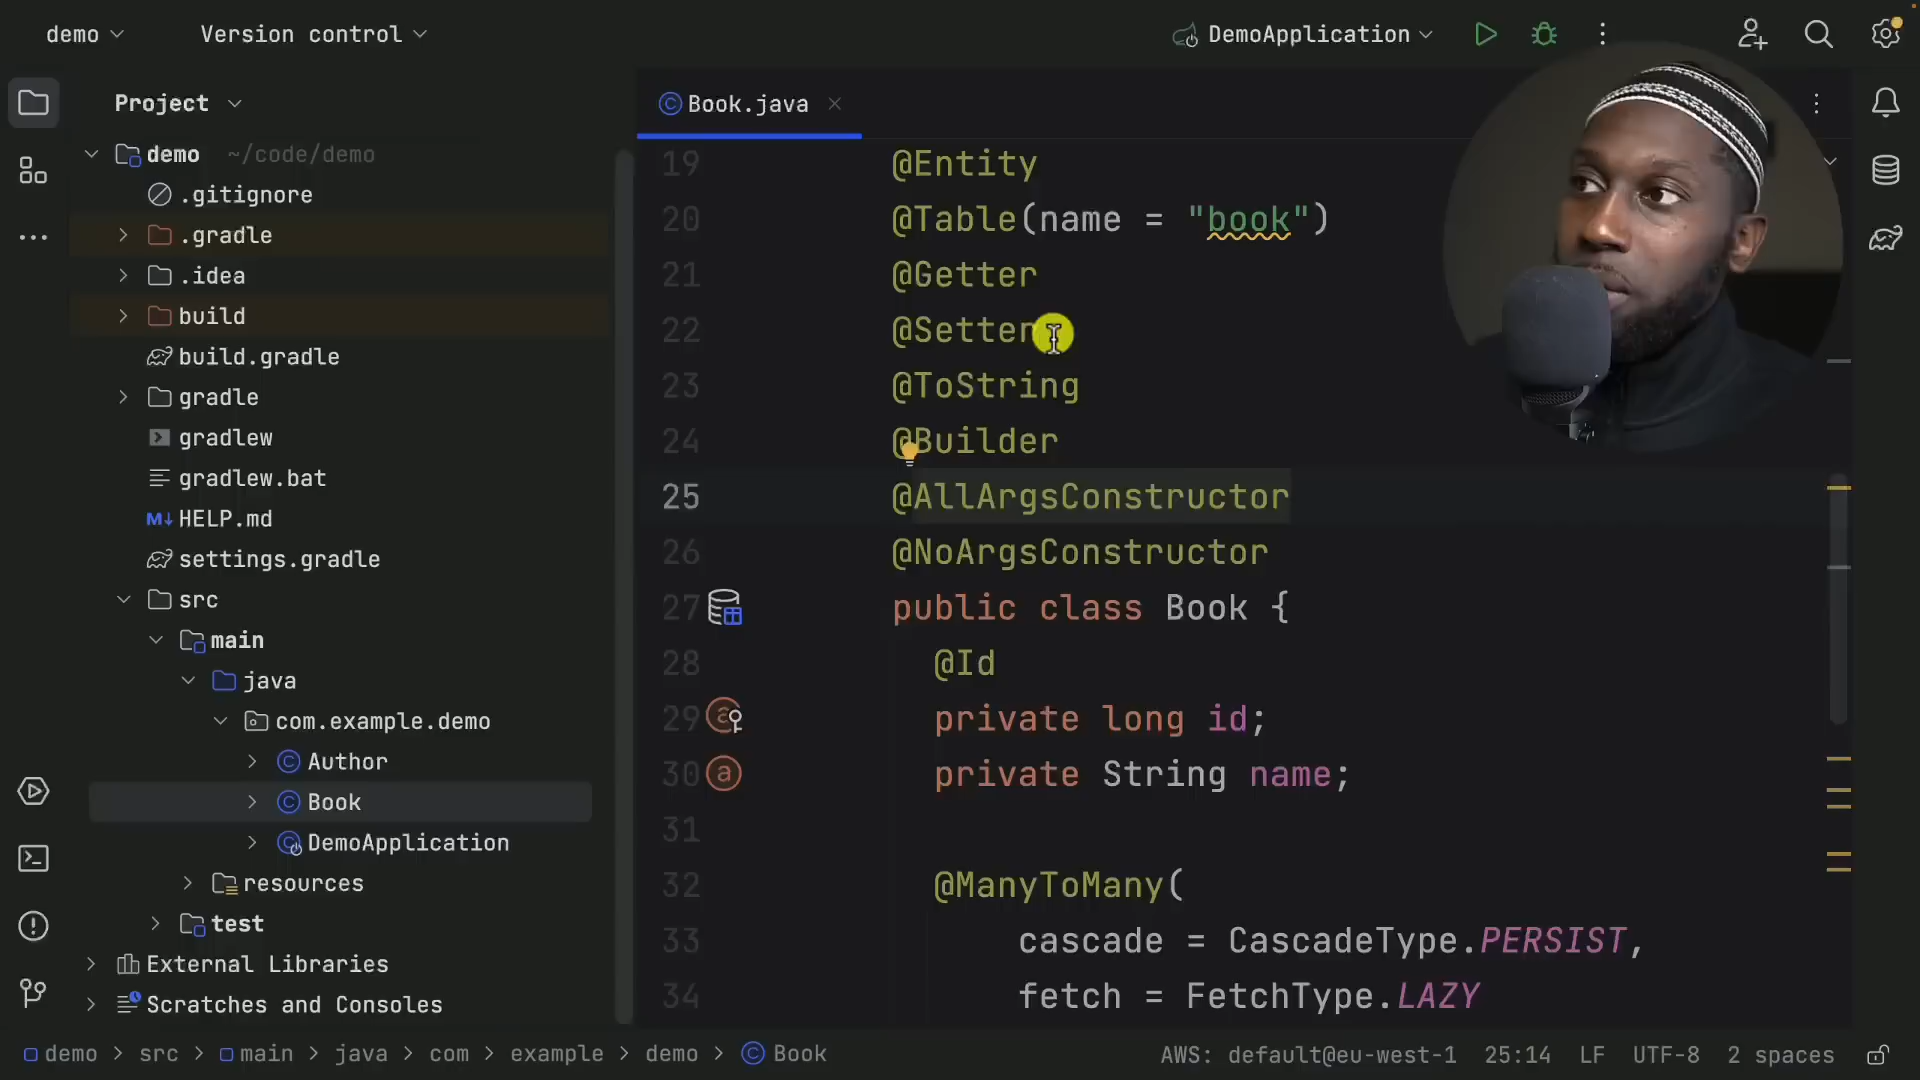 demo
Version control
DemoApplication
Project
Book.java
demo ~/code/demo
.gitignore
.gradle
.idea
build
build.gradle
gradle
gradlew
gradlew.bat
M↓ HELP.md
settings.gradle
src
main
java
com.example.demo
Author
Book
DemoApplication
resources
test
External Libraries
Scratches and Consoles
19 @Entity
20 @Table(name = "book")
21 @Getter
22 @Setter
23 @ToString
24 @Builder
25 @AllArgsConstructor
26 @NoArgsConstructor
27 public class Book {
28 @Id
29 private long id;
30 private String name;
31
32 @ManyToMany(
33 cascade = CascadeType.PERSIST,
34 fetch = FetchType.LAZY
demo > src > main > java > com > example > demo > Book
AWS: default@eu-west-1 25:14 LF UTF-8 2 spaces